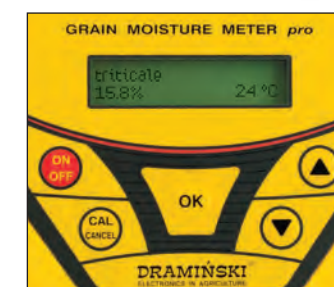 GRAIN MOISTURE METER pro
triticale
15.8% 24 °C
ON
OFF
OK
CAL
CANCEL
DRAMIŃSKI
ELECTRONICS IN AGRICULTURE